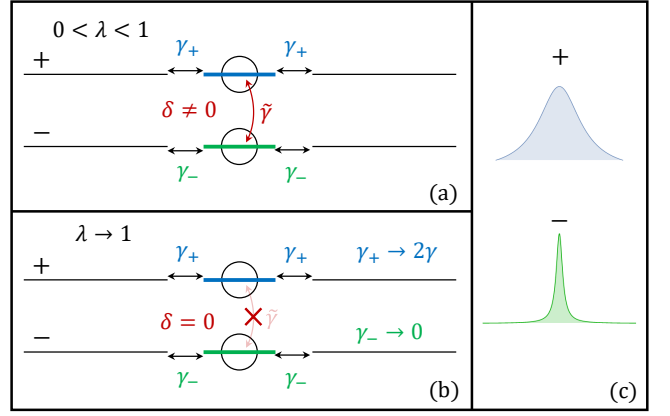 0 < λ < 1
+
γ₊ γ₊
δ ≠ 0 γ̃
−
γ₋ γ₋
(a)
λ → 1
+
γ₊ γ₊ γ₊ → 2γ
δ = 0 γ̃
γ₋ → 0
−
γ₋ γ₋
(b)
+
−
(c)